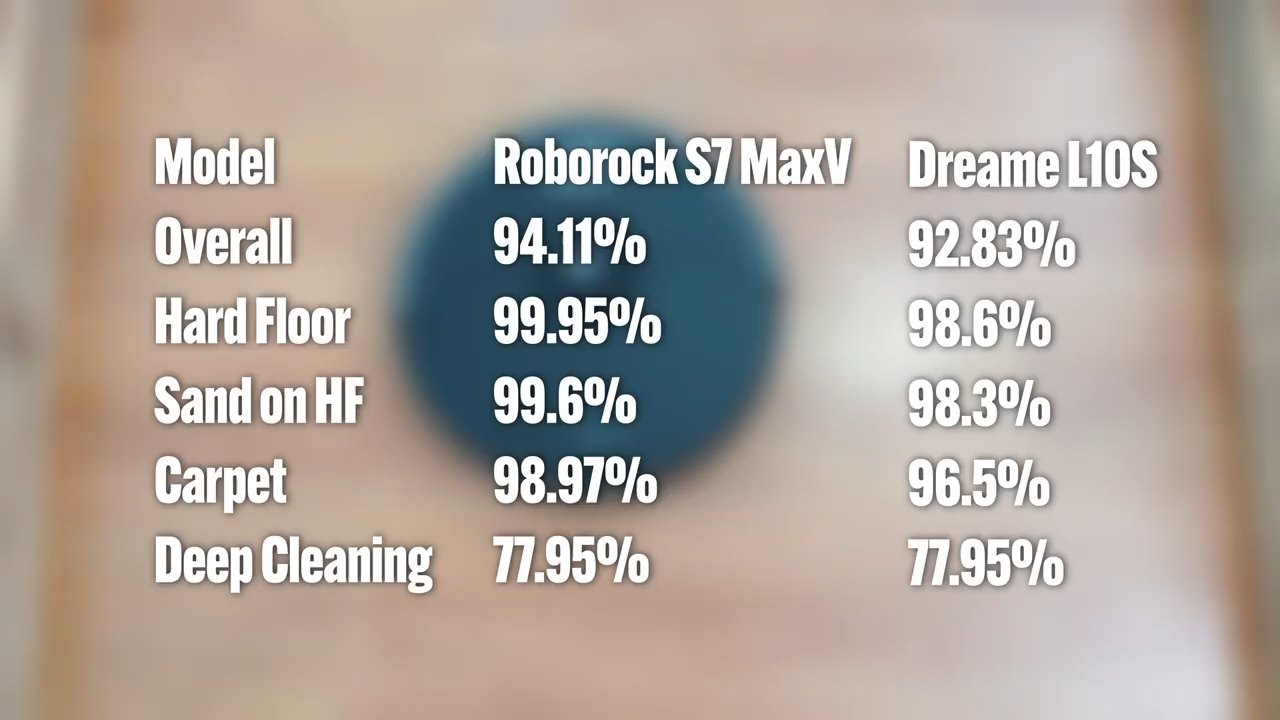 Model Roborock S7 MaxV Dreame L10S
Overall 94.11% 92.83%
Hard Floor 99.95% 98.6%
Sand on HF 99.6% 98.3%
Carpet 98.97% 96.5%
Deep Cleaning 77.95% 77.95%